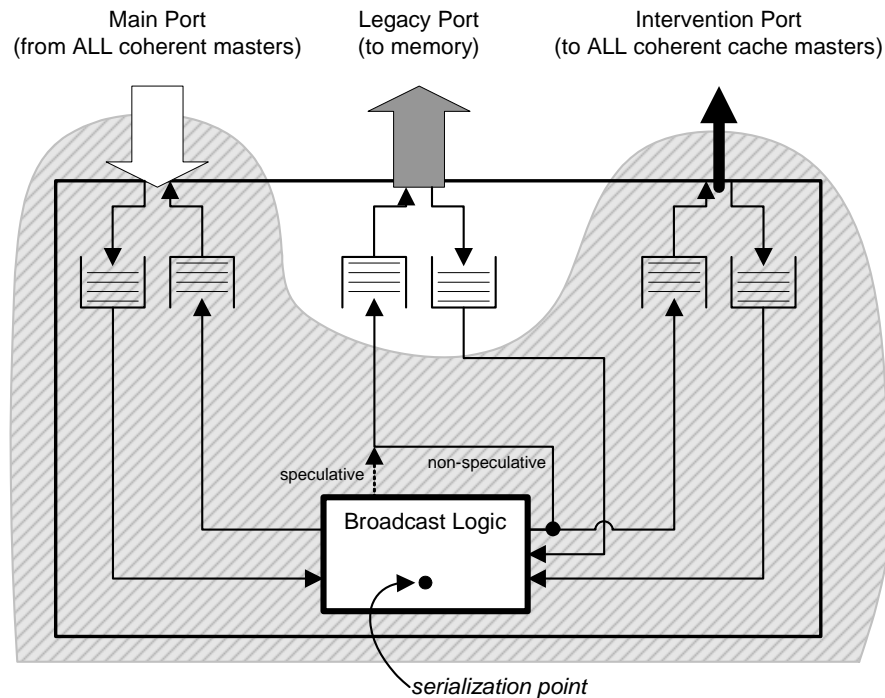 Main Port
(from ALL coherent masters)
Legacy Port
(to memory)
Intervention Port
(to ALL coherent cache masters)
speculative
non-speculative
Broadcast Logic
serialization point